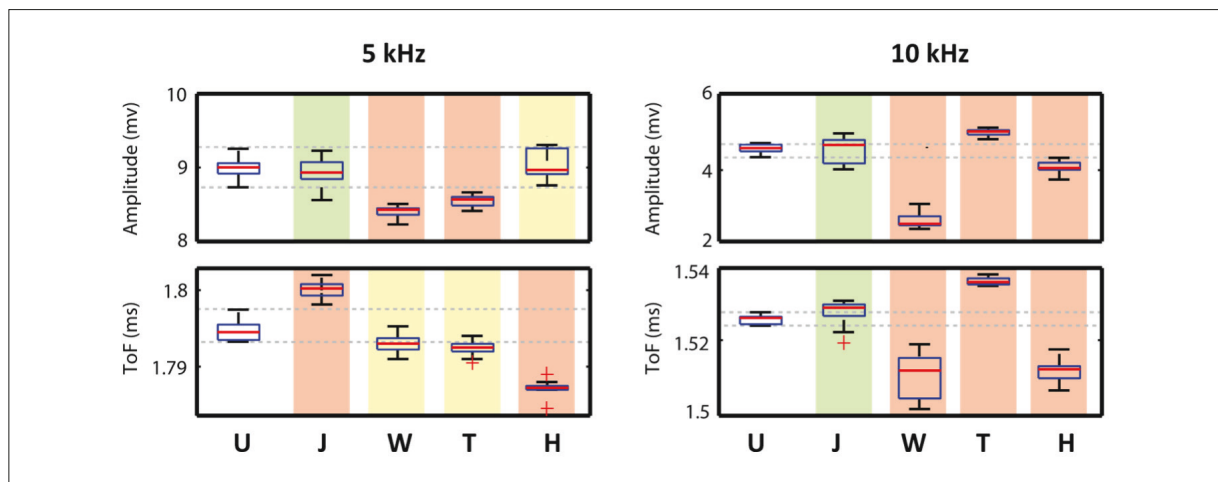 5 kHz
10 kHz
Amplitude (mv)
10
9
8
Amplitude (mv)
6
4
2
ToF (ms)
1.8
1.79
ToF (ms)
1.54
1.52
1.5
U J W T H
U J W T H